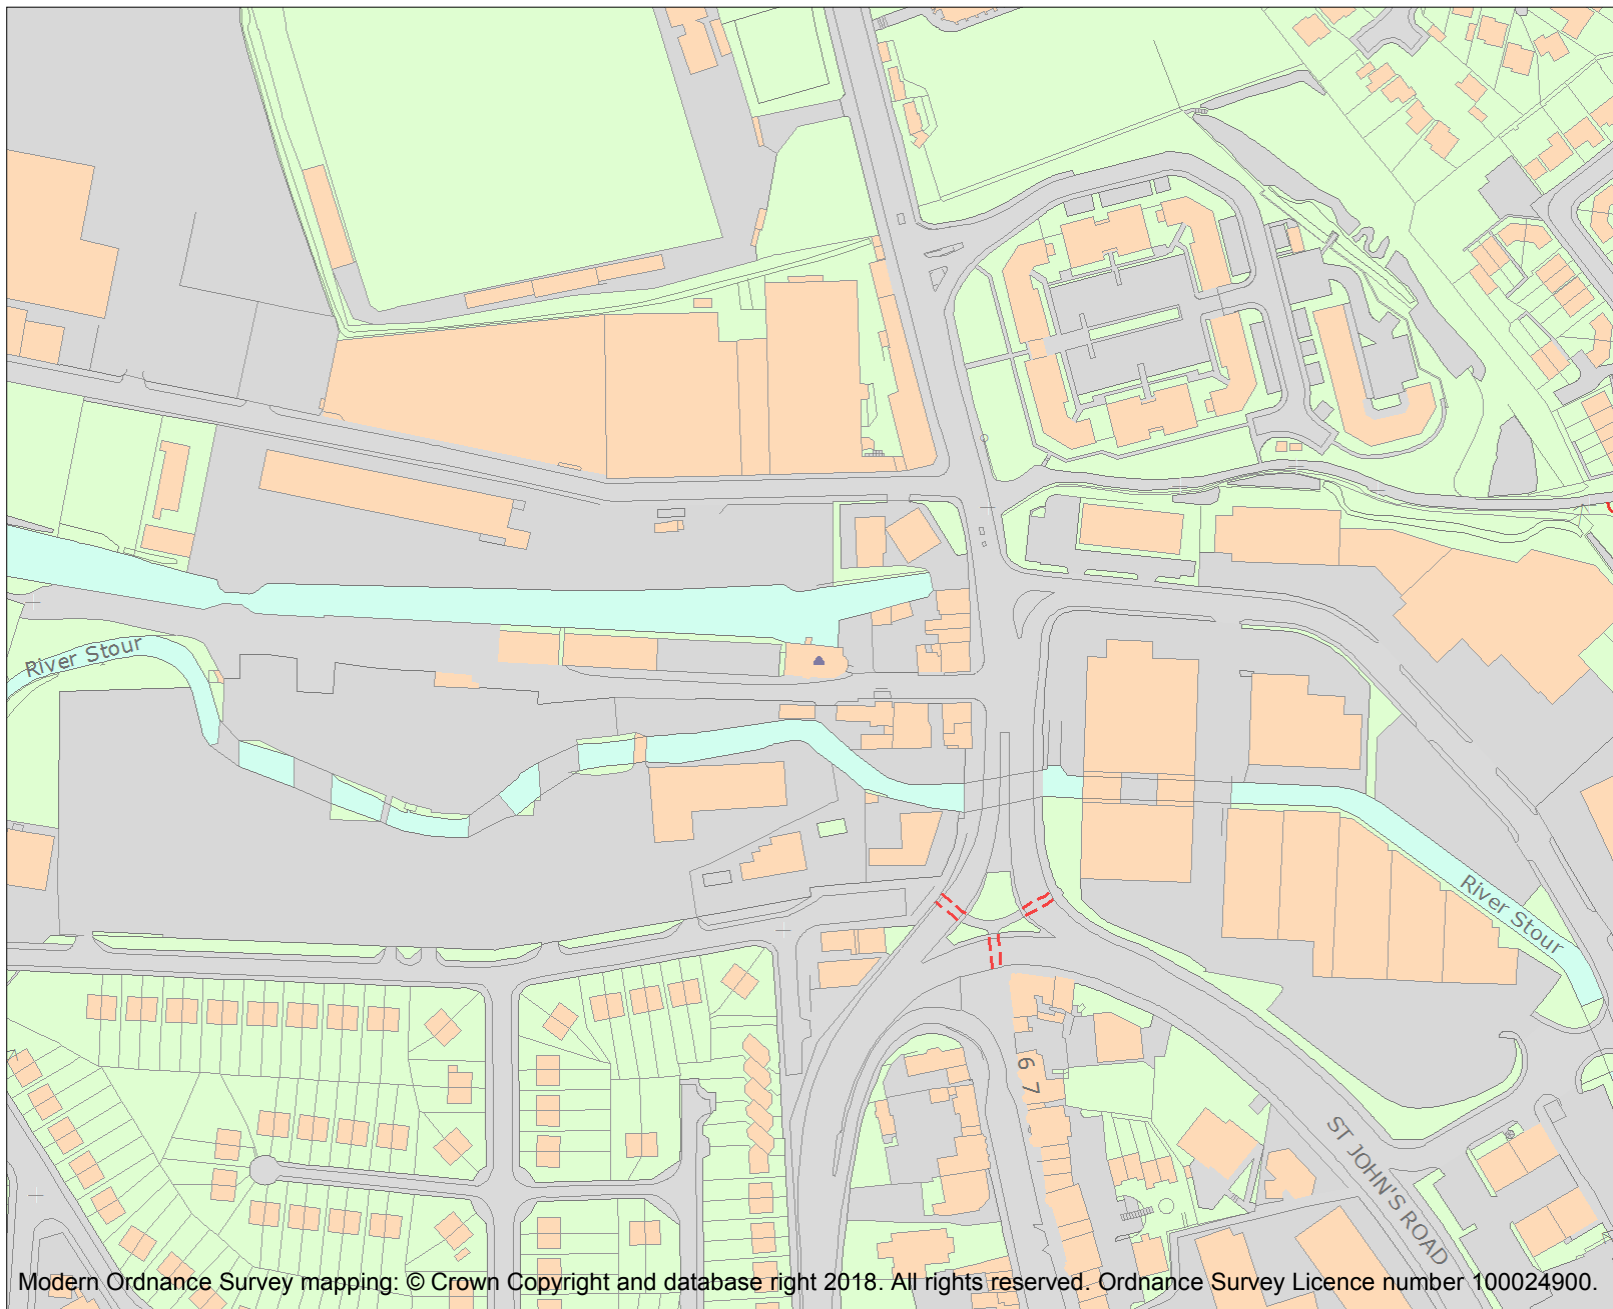 River Stour
River Stour
6 7
ST JOHN'S ROAD
Modern Ordnance Survey mapping: © Crown Copyright and database right 2018. All rights reserved. Ordnance Survey Licence number 100024900.